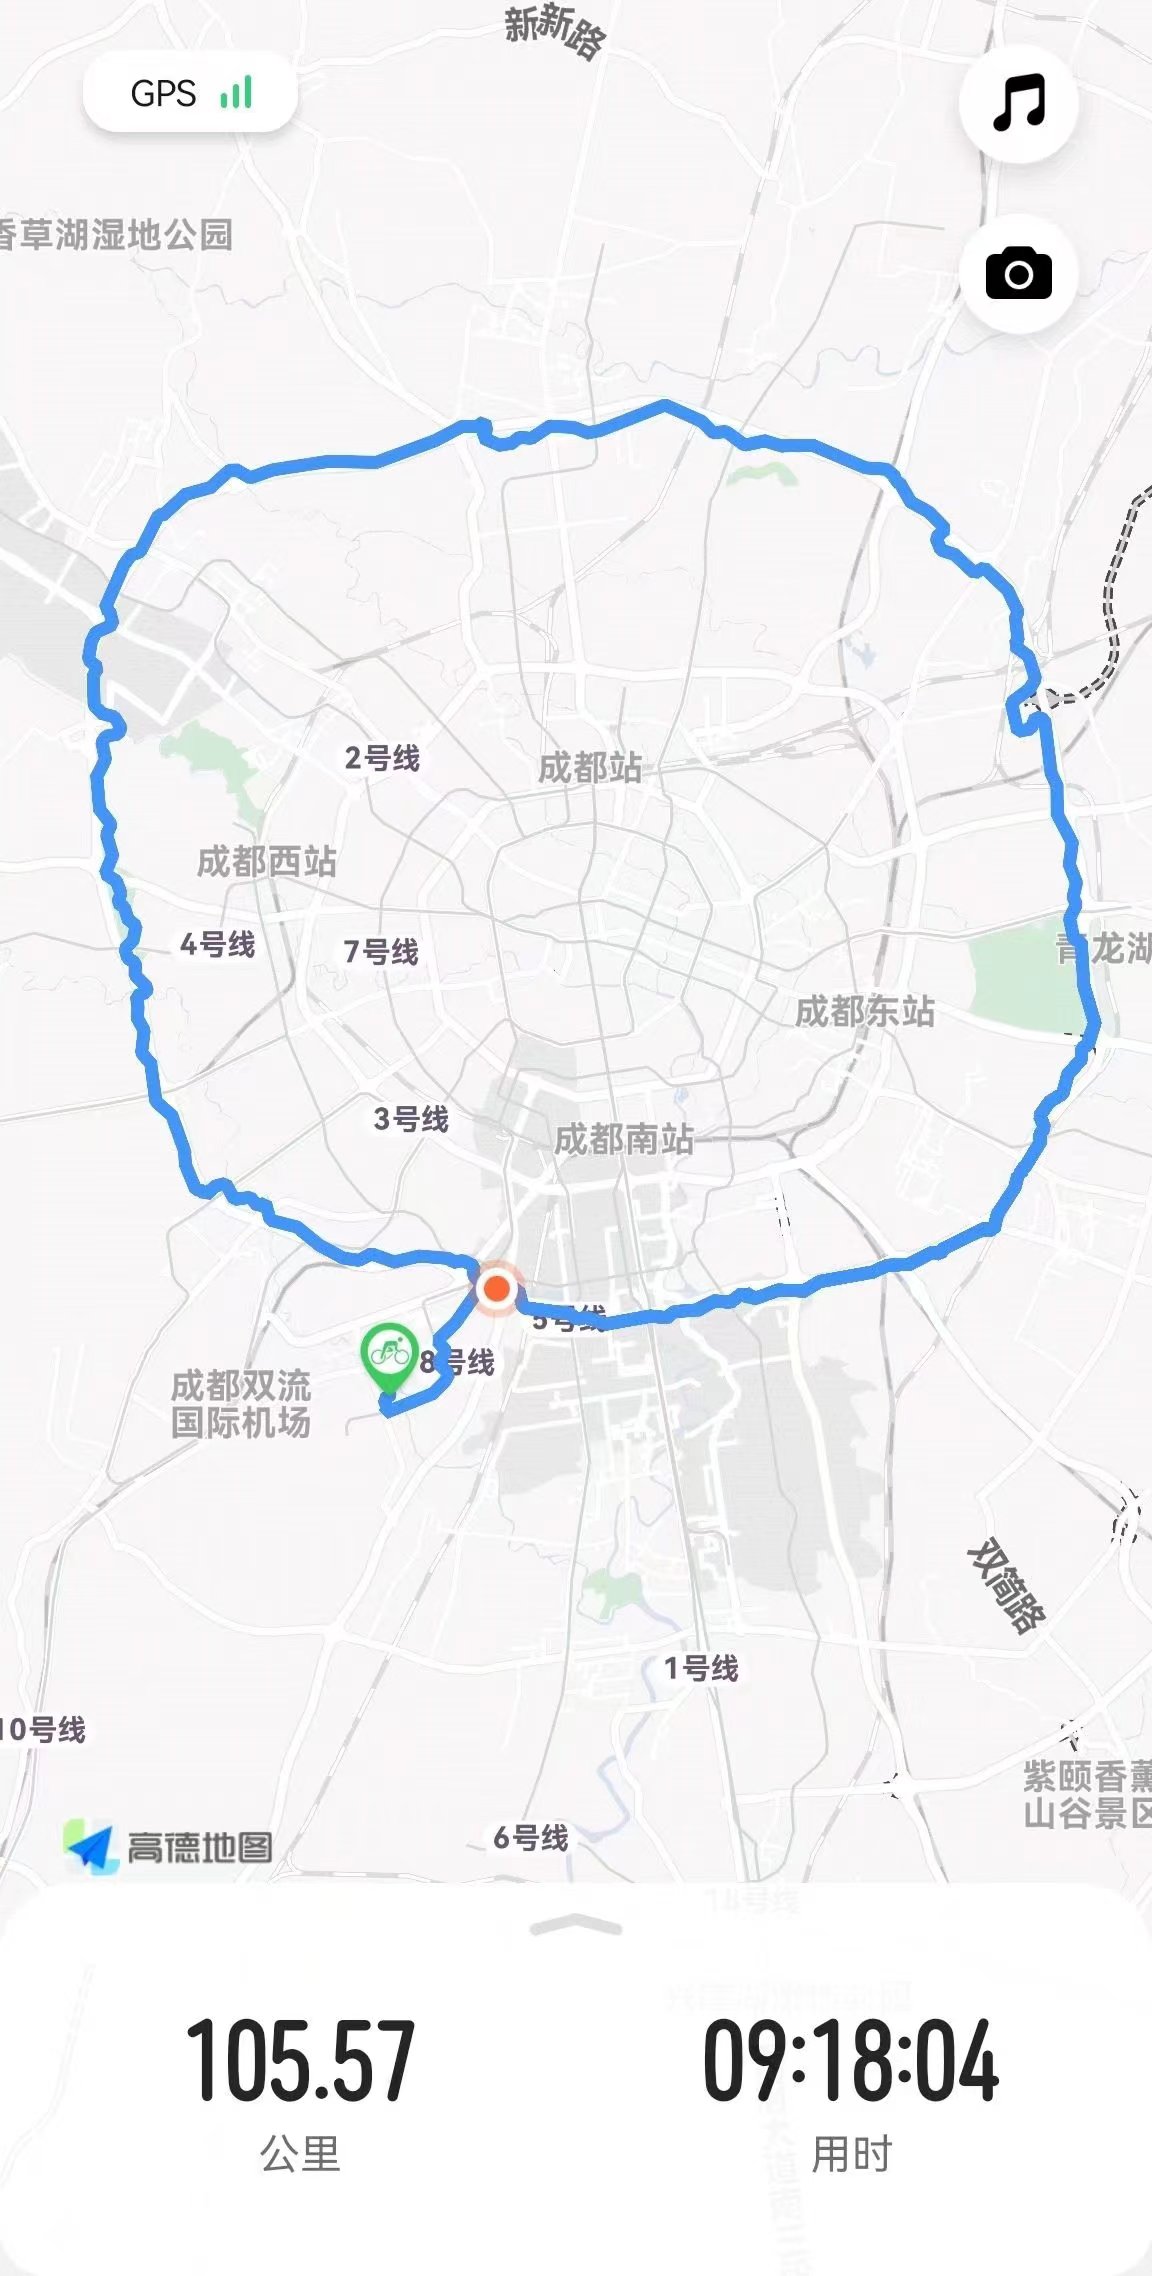 新新路
GPS
香草湖湿地公园
2号线
成都站
成都西站
4号线
7号线
青龙湖
成都东站
3号线
成都南站
5号线
8号线
成都双流
国际机场
双简路
1号线
10号线
紫颐香薰
山谷景区
6号线
高德地图
105.57
09:18:04
公里
用时